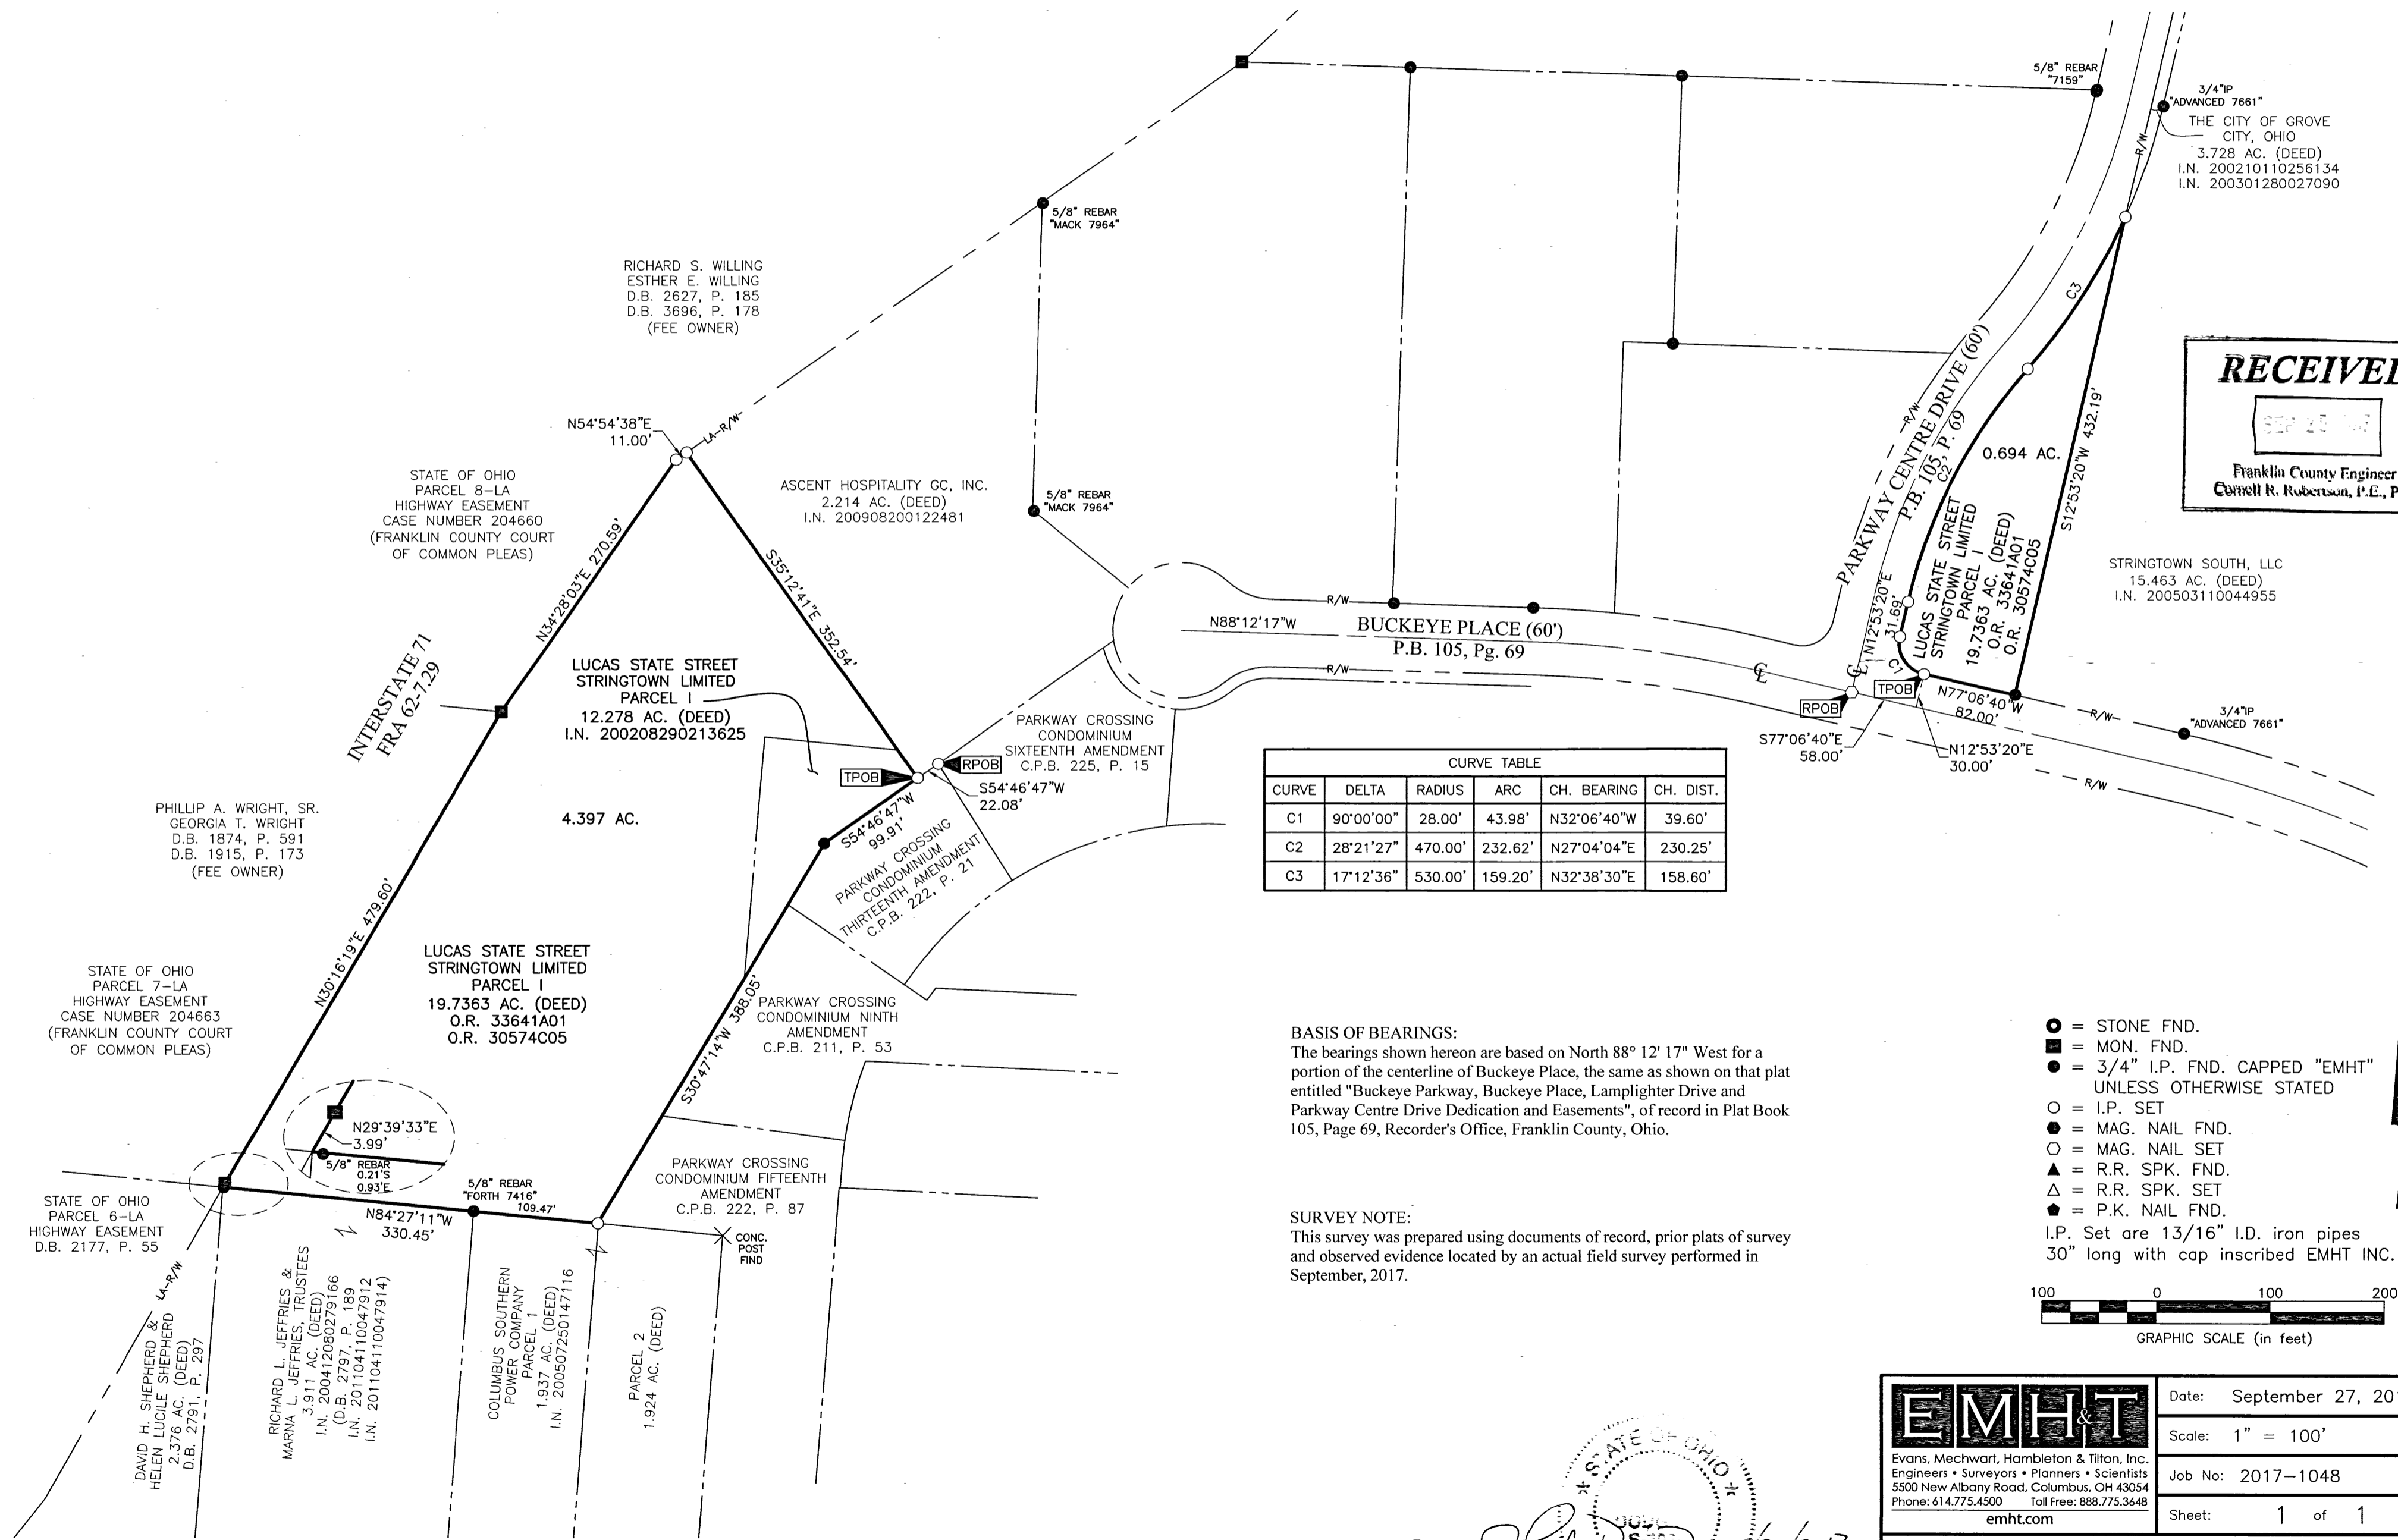 5/8" REBAR
"7159"
3/4"IP
"ADVANCED 7661"
THE CITY OF GROVE
CITY, OHIO
3.728 AC. (DEED)
I.N. 200210110256134
I.N. 200301280027090
R/W
5/8" REBAR
"MACK 7964"
RICHARD S. WILLING
ESTHER E. WILLING
D.B. 2627, P. 185
D.B. 3696, P. 178
(FEE OWNER)
C3
RECEIVED
Franklin County Engineer
Cornell R. Robertson, P.E., P
PARKWAY CENTRE DRIVE (60')
P.B. 105, P. 69
R/W
C2
0.694 AC.
S12°53'20"W 432.19'
N54°54'38"E
11.00'
LA-R/W
STATE OF OHIO
PARCEL 8-LA
HIGHWAY EASEMENT
CASE NUMBER 204660
(FRANKLIN COUNTY COURT
OF COMMON PLEAS)
ASCENT HOSPITALITY GC, INC.
2.214 AC. (DEED)
I.N. 200908200122481
5/8" REBAR
"MACK 7964"
N34°28'03"E 270.59'
S35°12'41"E 352.54'
LUCAS STATE STREET
STRINGTOWN LIMITED
PARCEL I
19.7363 AC. (DEED)
O.R. 33641A01
O.R. 30574C05
STRINGTOWN SOUTH, LLC
15.463 AC. (DEED)
I.N. 200503110044955
N12°53'20"E
31.69'
C1
R/W
N88°12'17"W
BUCKEYE PLACE (60')
P.B. 105, Pg. 69
R/W
℄
℄
TPOB
RPOB
N77°06'40"W
82.00'
R/W
3/4"IP
"ADVANCED 7661"
S77°06'40"E
58.00'
N12°53'20"E
30.00'
R/W
INTERSTATE 71
FRA 62-7.29
LUCAS STATE STREET
STRINGTOWN LIMITED
PARCEL I
12.278 AC. (DEED)
I.N. 200208290213625
PARKWAY CROSSING
CONDOMINIUM
SIXTEENTH AMENDMENT
C.P.B. 225, P. 15
TPOB
RPOB
S54°46'47"W
22.08'
S54°46'47"W
99.91'
PARKWAY CROSSING
CONDOMINIUM
THIRTEENTH AMENDMENT
C.P.B. 222, P. 21
CURVE TABLE
CURVE DELTA RADIUS ARC CH. BEARING CH. DIST.
C1 90°00'00" 28.00' 43.98' N32°06'40"W 39.60'
C2 28°21'27" 470.00' 232.62' N27°04'04"E 230.25'
C3 17°12'36" 530.00' 159.20' N32°38'30"E 158.60'
PHILLIP A. WRIGHT, SR.
GEORGIA T. WRIGHT
D.B. 1874, P. 591
D.B. 1915, P. 173
(FEE OWNER)
4.397 AC.
N30°16'19"E 479.60'
LUCAS STATE STREET
STRINGTOWN LIMITED
PARCEL I
19.7363 AC. (DEED)
O.R. 33641A01
O.R. 30574C05
S30°47'14"W 388.05'
STATE OF OHIO
PARCEL 7-LA
HIGHWAY EASEMENT
CASE NUMBER 204663
(FRANKLIN COUNTY COURT
OF COMMON PLEAS)
PARKWAY CROSSING
CONDOMINIUM NINTH
AMENDMENT
C.P.B. 211, P. 53
N29°39'33"E
3.99'
5/8" REBAR
0.21'S
0.93'E
5/8" REBAR
"FORTH 7416"
109.47'
N84°27'11"W
330.45'
PARKWAY CROSSING
CONDOMINIUM FIFTEENTH
AMENDMENT
C.P.B. 222, P. 87
CONC.
POST
FIND
STATE OF OHIO
PARCEL 6-LA
HIGHWAY EASEMENT
D.B. 2177, P. 55
LA-R/W
DAVID H. SHEPHERD &
HELEN LUCILE SHEPHERD
2.376 AC. (DEED)
D.B. 2791, P. 297
RICHARD L. JEFFRIES &
MARNA L. JEFFRIES, TRUSTEES
3.911 AC. (DEED)
I.N. 200412080279166
(D.B. 2797, P. 189
I.N. 201104110047912
I.N. 201104110047914)
COLUMBUS SOUTHERN
POWER COMPANY
PARCEL 1
1.937 AC. (DEED)
I.N. 200507250147116
PARCEL 2
1.924 AC. (DEED)
BASIS OF BEARINGS:
The bearings shown hereon are based on North 88° 12' 17" West for a
portion of the centerline of Buckeye Place, the same as shown on that plat
entitled "Buckeye Parkway, Buckeye Place, Lamplighter Drive and
Parkway Centre Drive Dedication and Easements", of record in Plat Book
105, Page 69, Recorder's Office, Franklin County, Ohio.
SURVEY NOTE:
This survey was prepared using documents of record, prior plats of survey
and observed evidence located by an actual field survey performed in
September, 2017.
= STONE FND.
= MON. FND.
= 3/4" I.P. FND. CAPPED "EMHT"
UNLESS OTHERWISE STATED
= I.P. SET
= MAG. NAIL FND.
= MAG. NAIL SET
= R.R. SPK. FND.
= R.R. SPK. SET
= P.K. NAIL FND.
I.P. Set are 13/16" I.D. iron pipes
30" long with cap inscribed EMHT INC.
100 0 100 200
GRAPHIC SCALE (in feet)
STATE OF OHIO
EMH&T
Evans, Mechwart, Hambleton & Tilton, Inc.
Engineers • Surveyors • Planners • Scientists
5500 New Albany Road, Columbus, OH 43054
Phone: 614.775.4500 Toll Free: 888.775.3648
emht.com
Date: September 27, 201
Scale: 1" = 100'
Job No: 2017-1048
Sheet: 1 of 1